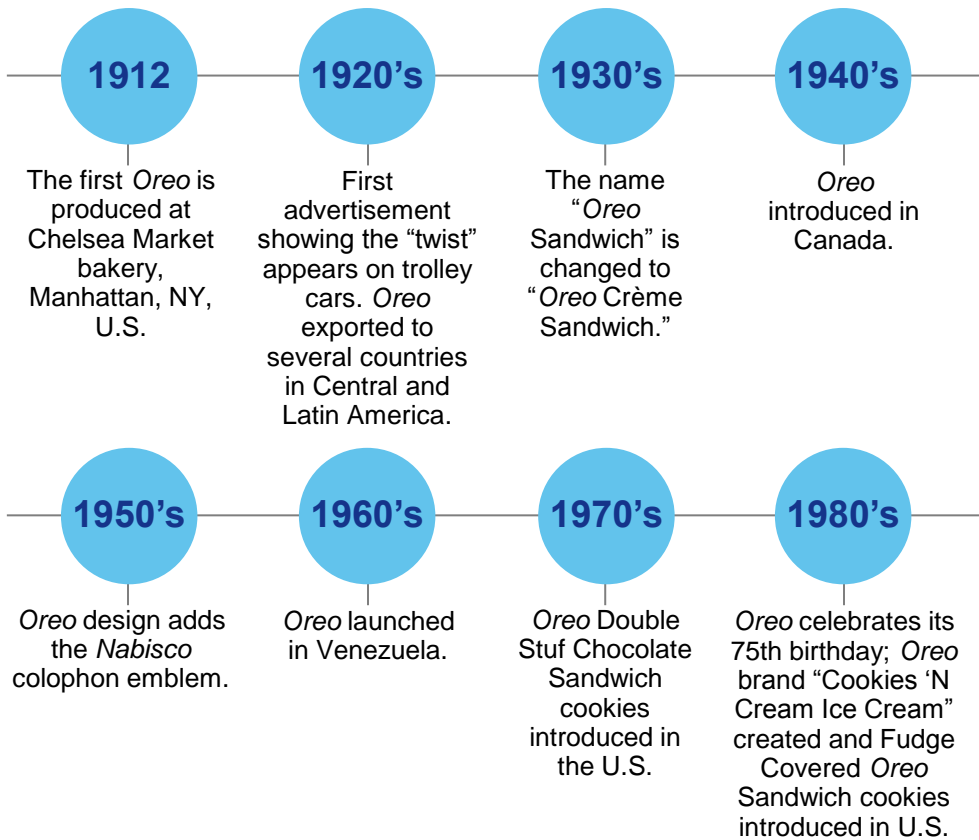 1912
1920’s
1930’s
1940’s
The first Oreo is
produced at
Chelsea Market
bakery,
Manhattan, NY,
U.S.
First
advertisement
showing the “twist”
appears on trolley
cars. Oreo
exported to
several countries
in Central and
Latin America.
The name
“Oreo
Sandwich” is
changed to
“Oreo Crème
Sandwich.”
Oreo
introduced in
Canada.
1950’s
1960’s
1970’s
1980’s
Oreo design adds
the Nabisco
colophon emblem.
Oreo launched
in Venezuela.
Oreo Double
Stuf Chocolate
Sandwich
cookies
introduced in
the U.S.
Oreo celebrates its
75th birthday; Oreo
brand “Cookies ‘N
Cream Ice Cream”
created and Fudge
Covered Oreo
Sandwich cookies
introduced in U.S.